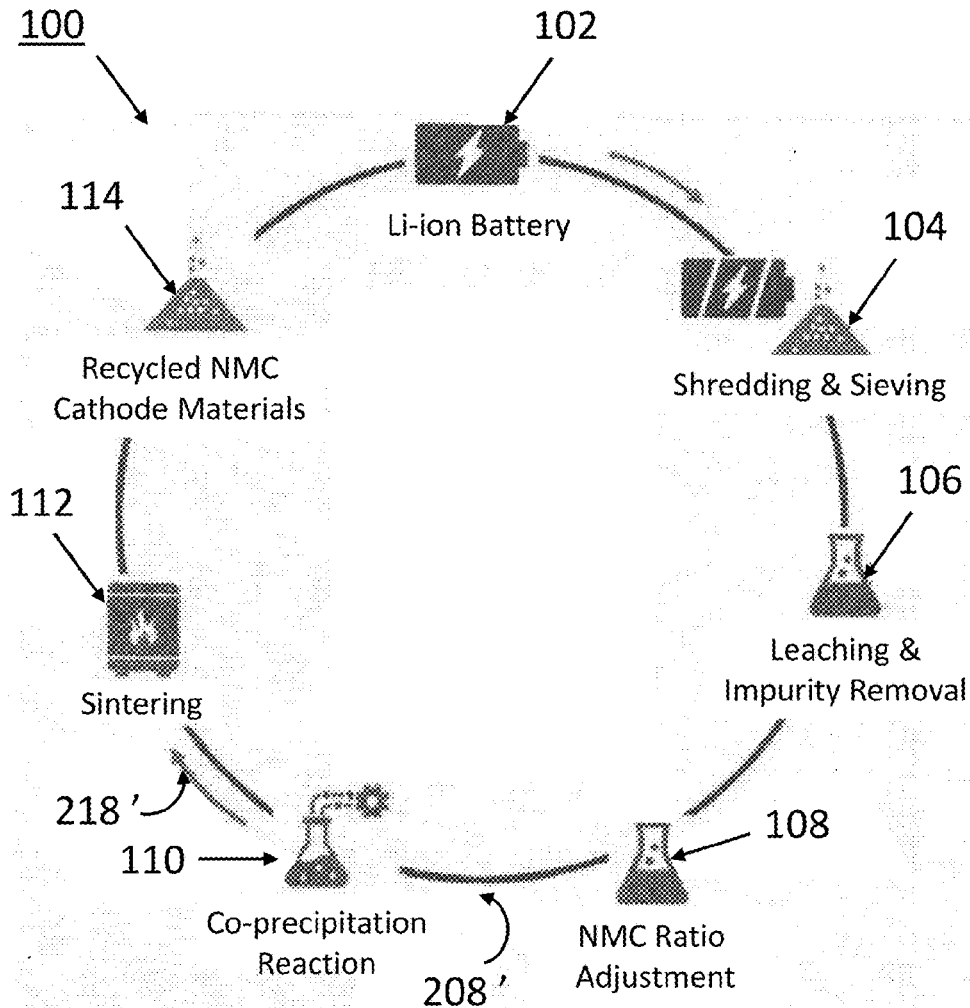 100
102
Li-ion Battery
114
104
Recycled NMC
Cathode Materials
Shredding & Sieving
112
106
Sintering
Leaching &
Impurity Removal
218’
110
108
Co-precipitation
Reaction
NMC Ratio
Adjustment
208’